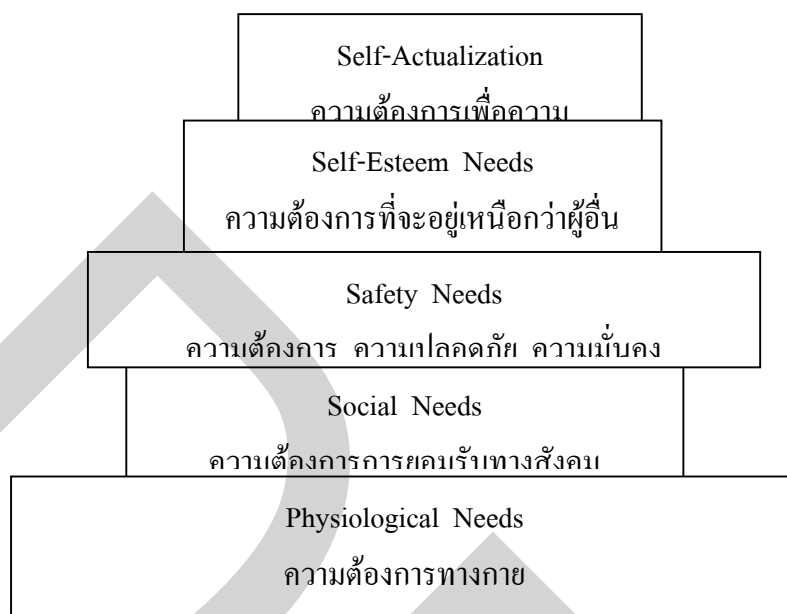 Self-Actualization
ความต้องการเพื่อความ
Self-Esteem Needs
ความต้องการที่จะอยู่เหนือกว่าผู้อื่น
Safety Needs
ความต้องการ ความปลอดภัย ความมั่นคง
Social Needs
ความต้องการการยอมรับทางสังคม
Physiological Needs
ความต้องการทางกาย